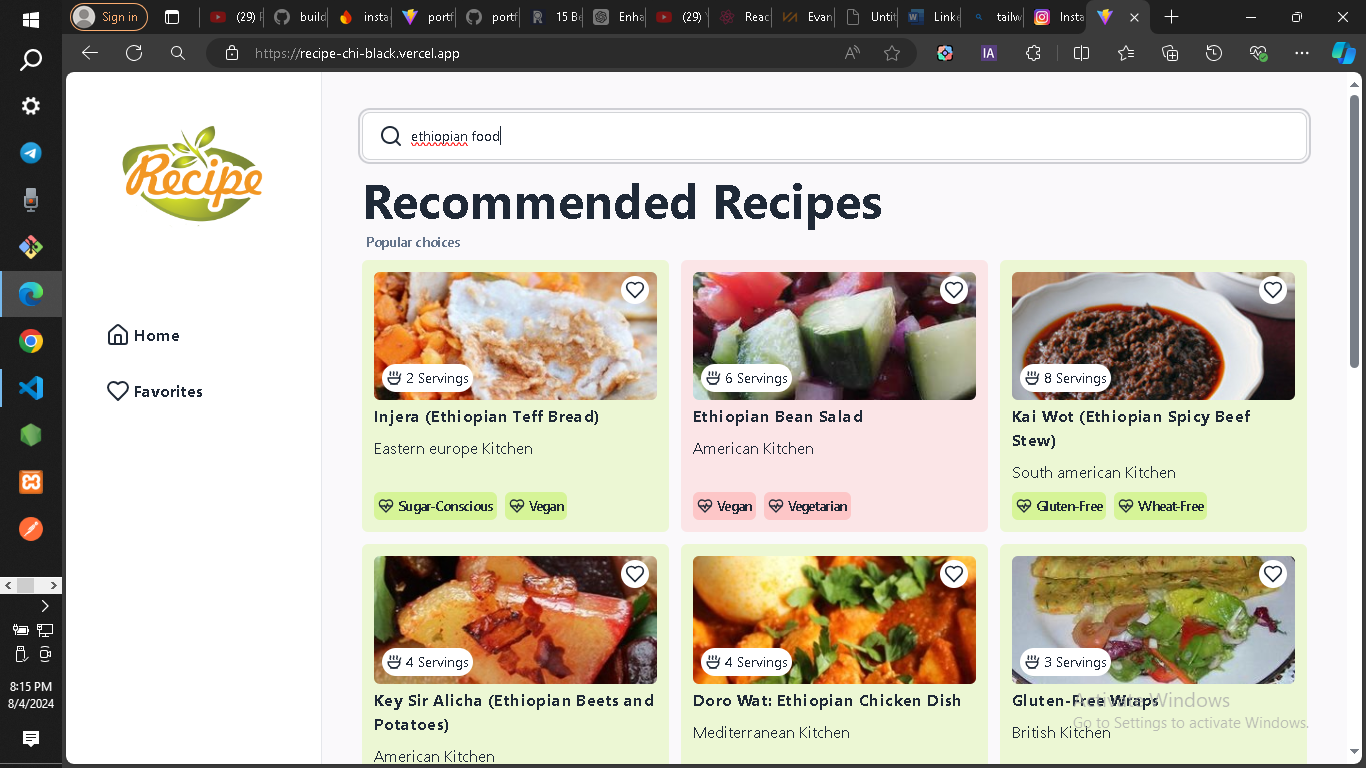 Sign in
(29)
build
insta
portf
portf
15 Be
Enha
(29)
Reac
Evan
Untit
Linke
tailw
Insta
https://recipe-chi-black.vercel.app
IA
Recipe
ethiopian food
Recommended Recipes
Popular choices
Home
Favorites
2 Servings
6 Servings
8 Servings
Injera (Ethiopian Teff Bread)
Ethiopian Bean Salad
Kai Wot (Ethiopian Spicy Beef
Stew)
Eastern europe Kitchen
American Kitchen
South american Kitchen
Sugar-Conscious
Vegan
Vegan
Vegetarian
Gluten-Free
Wheat-Free
4 Servings
4 Servings
3 Servings
Key Sir Alicha (Ethiopian Beets and
Potatoes)
Doro Wat: Ethiopian Chicken Dish
Gluten-Free Wraps
American Kitchen
Mediterranean Kitchen
British Kitchen
Activate Windows
Go to Settings to activate Windows.
8:15 PM
8/4/2024